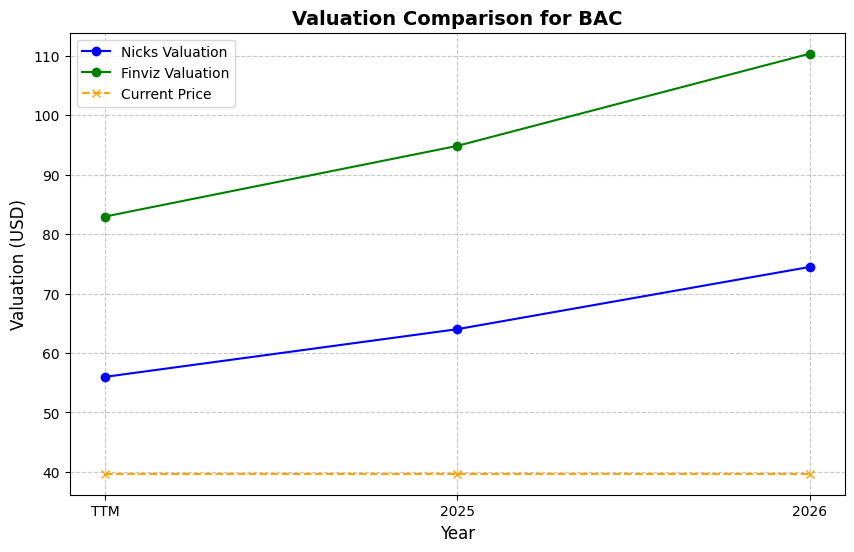 Valuation Comparison for BAC
Nicks Valuation
Finviz Valuation
Current Price
Valuation (USD)
110
100
90
80
70
60
50
40
TTM
2025
2026
Year